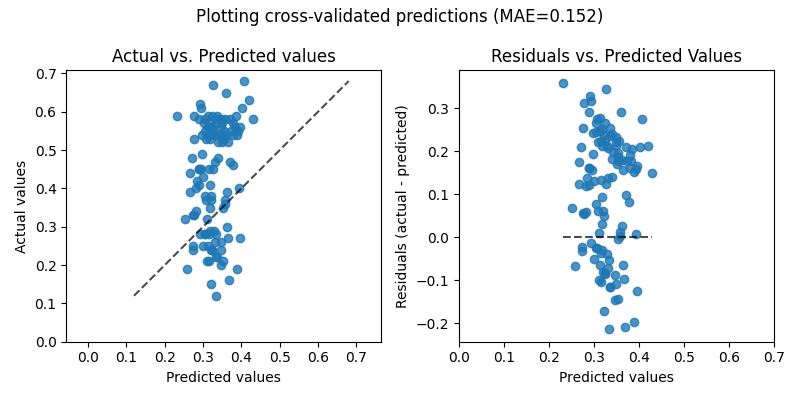 Plotting cross-validated predictions (MAE=0.152)
Actual vs. Predicted values
Actual values
0.7
0.6
0.5
0.4
0.3
0.2
0.1
0.0
0.0 0.1 0.2 0.3 0.4 0.5 0.6 0.7
Predicted values
Residuals vs. Predicted Values
Residuals (actual - predicted)
0.3
0.2
0.1
0.0
−0.1
−0.2
0.0 0.1 0.2 0.3 0.4 0.5 0.6 0.7
Predicted values